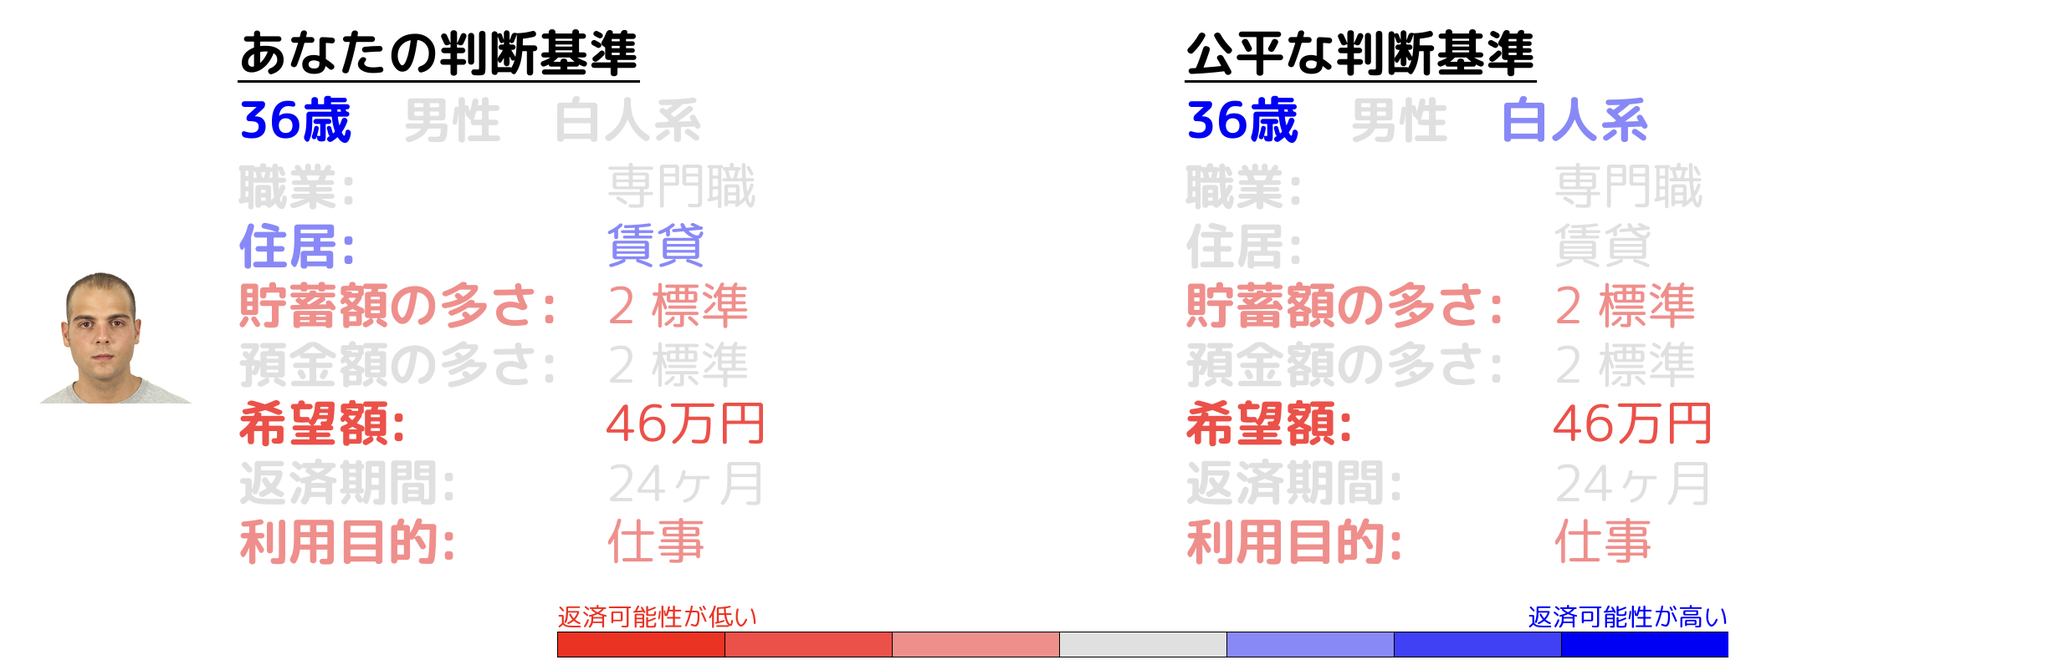 あなたの判断基準
36歳 男性 白人系
職業: 専門職
住居: 賃貸
貯蓄額の多さ: 2 標準
預金額の多さ: 2 標準
希望額: 46万円
返済期間: 24ヶ月
利用目的: 仕事
公平な判断基準
36歳 男性 白人系
職業: 専門職
住居: 賃貸
貯蓄額の多さ: 2 標準
預金額の多さ: 2 標準
希望額: 46万円
返済期間: 24ヶ月
利用目的: 仕事
返済可能性が低い
返済可能性が高い